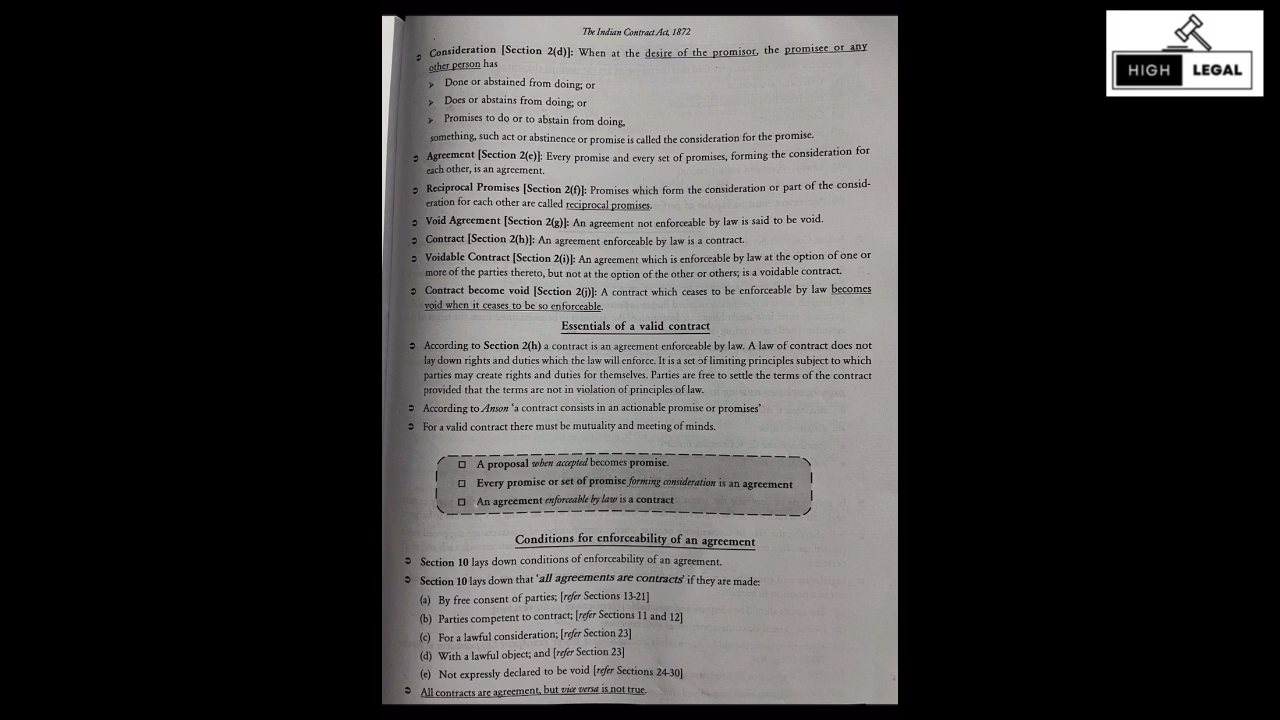 The Indian Contract Act, 1872
HIGH LEGAL
➲ Consideration [Section 2(d)]: When at the desire of the promisor, the promisee or any
other person has
➢ Done or abstained from doing; or
➢ Does or abstains from doing; or
➢ Promises to do or to abstain from doing,
something, such act or abstinence or promise is called the consideration for the promise.
➲ Agreement [Section 2(e)]: Every promise and every set of promises, forming the consideration for
each other, is an agreement.
➲ Reciprocal Promises [Section 2(f)]: Promises which form the consideration or part of the consid-
eration for each other are called reciprocal promises.
➲ Void Agreement [Section 2(g)]: An agreement not enforceable by law is said to be void.
➲ Contract [Section 2(h)]: An agreement enforceable by law is a contract.
➲ Voidable Contract [Section 2(i)]: An agreement which is enforceable by law at the option of one or
more of the parties thereto, but not at the option of the other or others; is a voidable contract.
➲ Contract become void [Section 2(j)]: A contract which ceases to be enforceable by law becomes
void when it ceases to be so enforceable.
Essentials of a valid contract
➲ According to Section 2(h) a contract is an agreement enforceable by law. A law of contract does not
lay down rights and duties which the law will enforce. It is a set of limiting principles subject to which
parties may create rights and duties for themselves. Parties are free to settle the terms of the contract
provided that the terms are not in violation of principles of law.
➲ According to Anson 'a contract consists in an actionable promise or promises'
➲ For a valid contract there must be mutuality and meeting of minds.
☐ A proposal when accepted becomes promise.
☐ Every promise or set of promise forming consideration is an agreement
☐ An agreement enforceable by law is a contract
Conditions for enforceability of an agreement
➲ Section 10 lays down conditions of enforceability of an agreement.
➲ Section 10 lays down that 'all agreements are contracts' if they are made:
(a) By free consent of parties; [refer Sections 13-21]
(b) Parties competent to contract; [refer Sections 11 and 12]
(c) For a lawful consideration; [refer Section 23]
(d) With a lawful object; and [refer Section 23]
(e) Not expressly declared to be void [refer Sections 24-30]
➲ All contracts are agreement, but vice versa is not true.